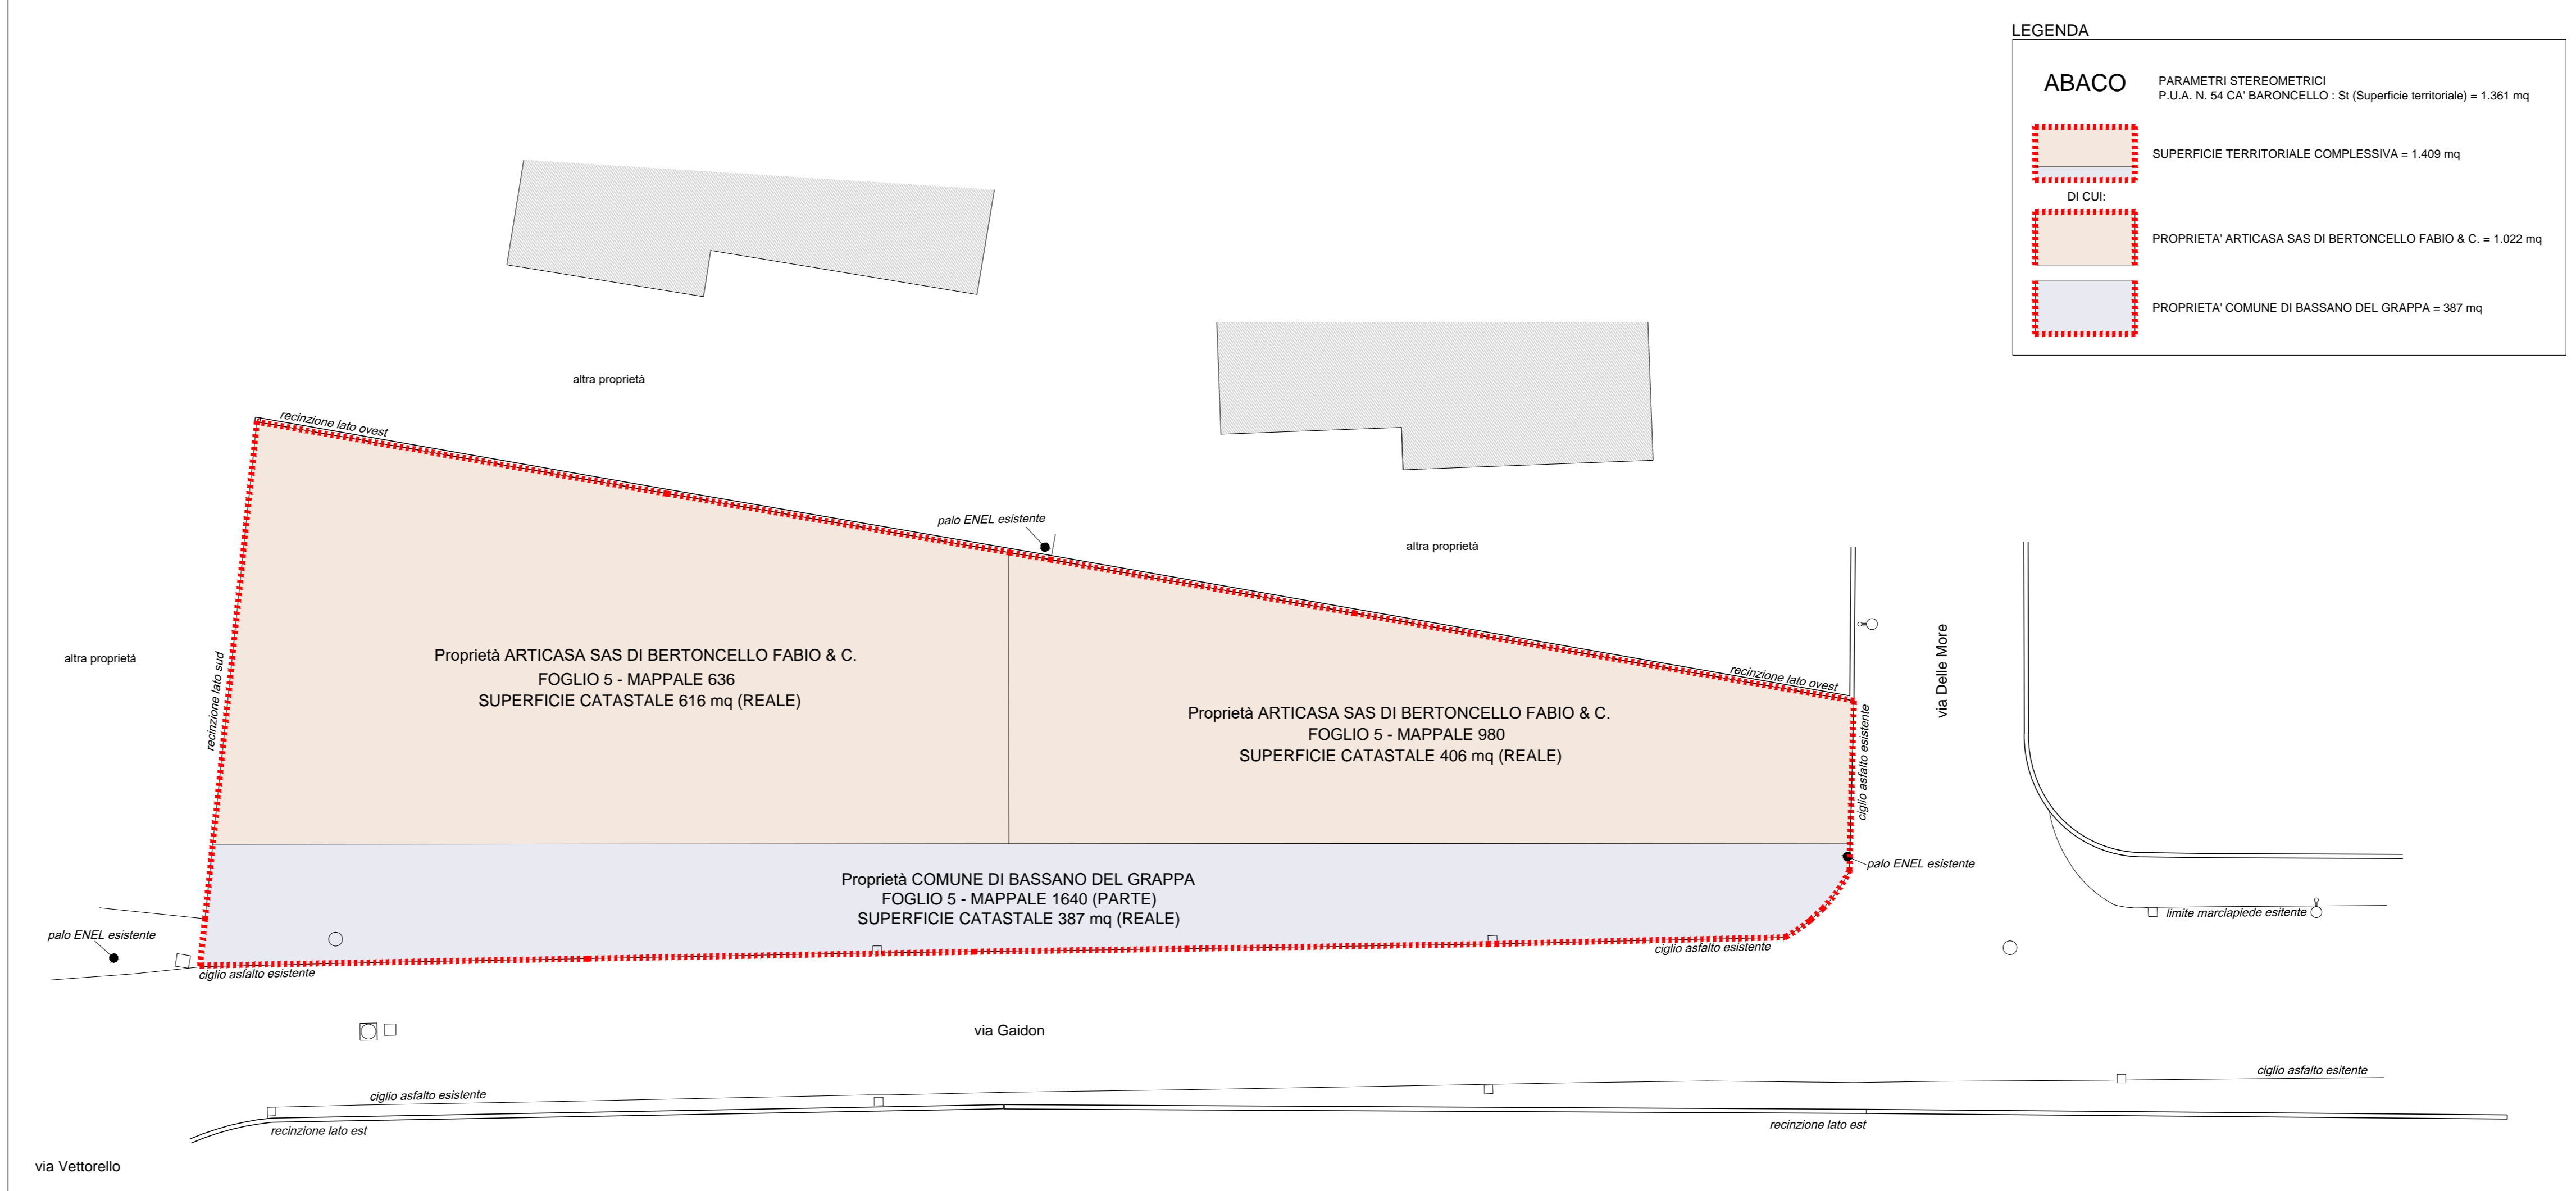 LEGENDA
ABACO
PARAMETRI STEREOMETRICI
P.U.A. N. 54 CA' BARONCELLO : St (Superficie territoriale) = 1.361 mq
SUPERFICIE TERRITORIALE COMPLESSIVA = 1.409 mq
DI CUI:
PROPRIETA' ARTICASA SAS DI BERTONCELLO FABIO & C. = 1.022 mq
PROPRIETA' COMUNE DI BASSANO DEL GRAPPA = 387 mq
altra proprietà
recinzione lato ovest
palo ENEL esistente
altra proprietà
altra proprietà
recinzione lato sud
Proprietà ARTICASA SAS DI BERTONCELLO FABIO & C.
FOGLIO 5 - MAPPALE 636
SUPERFICIE CATASTALE 616 mq (REALE)
recinzione lato ovest
Proprietà ARTICASA SAS DI BERTONCELLO FABIO & C.
FOGLIO 5 - MAPPALE 980
SUPERFICIE CATASTALE 406 mq (REALE)
ciglio asfalto esistente
via Delle More
palo ENEL esistente
Proprietà COMUNE DI BASSANO DEL GRAPPA
FOGLIO 5 - MAPPALE 1640 (PARTE)
SUPERFICIE CATASTALE 387 mq (REALE)
limite marciapiede esitente
palo ENEL esistente
ciglio asfalto esistente
ciglio asfalto esistente
via Gaidon
ciglio asfalto esistente
ciglio asfalto esitente
recinzione lato est
recinzione lato est
via Vettorello